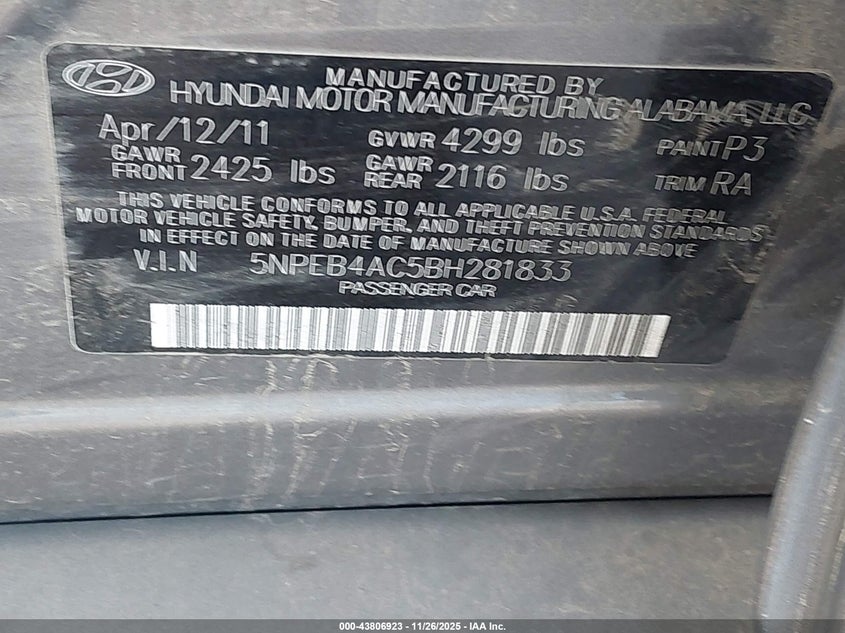 MANUFACTURED BY
HYUNDAI MOTOR MANUFACTURING ALABAMA, LLC
Apr/12/11 GVWR 4299 lbs PAINT P3
GAWR FRONT 2425 lbs GAWR REAR 2116 lbs TRIM RA
THIS VEHICLE CONFORMS TO ALL APPLICABLE U.S.A. FEDERAL
MOTOR VEHICLE SAFETY, BUMPER, AND THEFT PREVENTION STANDARDS
IN EFFECT ON THE DATE OF MANUFACTURE SHOWN ABOVE
V.I.N 5NPEB4AC5BH281833
PASSENGER CAR
000-43806923 - 11/26/2025 - IAA Inc.